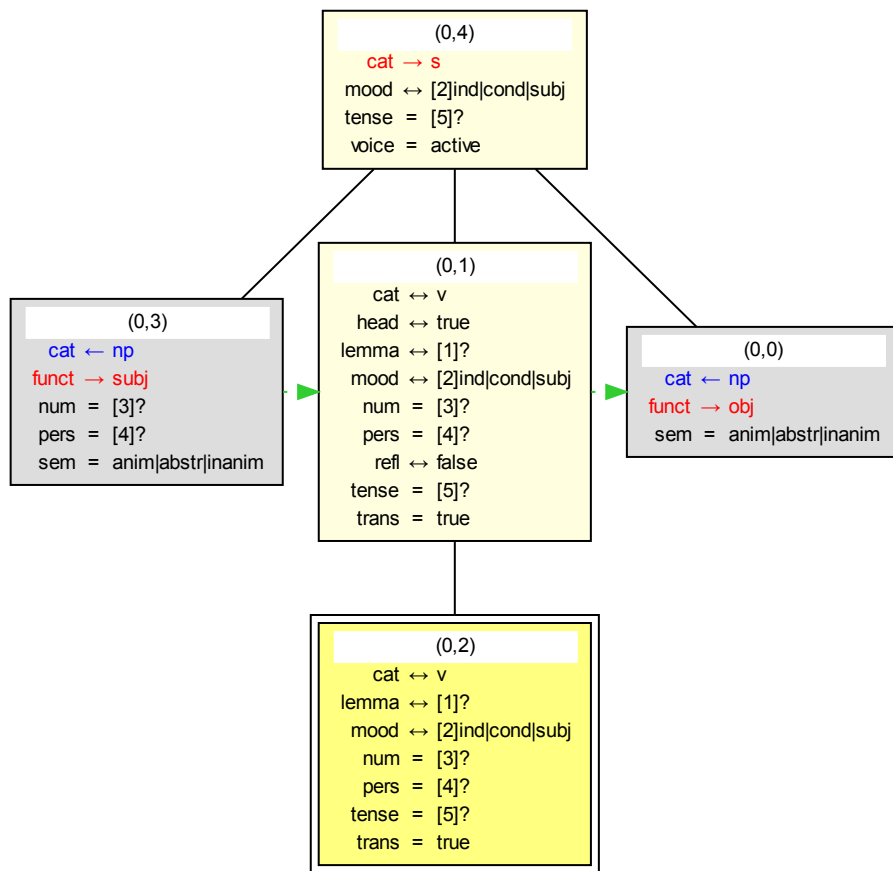 (0,4)
cat → s
mood ↔ [2]ind|cond|subj
tense = [5]?
voice = active
(0,3)
cat ← np
funct → subj
num = [3]?
pers = [4]?
sem = anim|abstr|inanim
(0,1)
cat ↔ v
head ↔ true
lemma ↔ [1]?
mood ↔ [2]ind|cond|subj
num = [3]?
pers = [4]?
refl ↔ false
tense = [5]?
trans = true
(0,0)
cat ← np
funct → obj
sem = anim|abstr|inanim
(0,2)
cat ↔ v
lemma ↔ [1]?
mood ↔ [2]ind|cond|subj
num = [3]?
pers = [4]?
tense = [5]?
trans = true